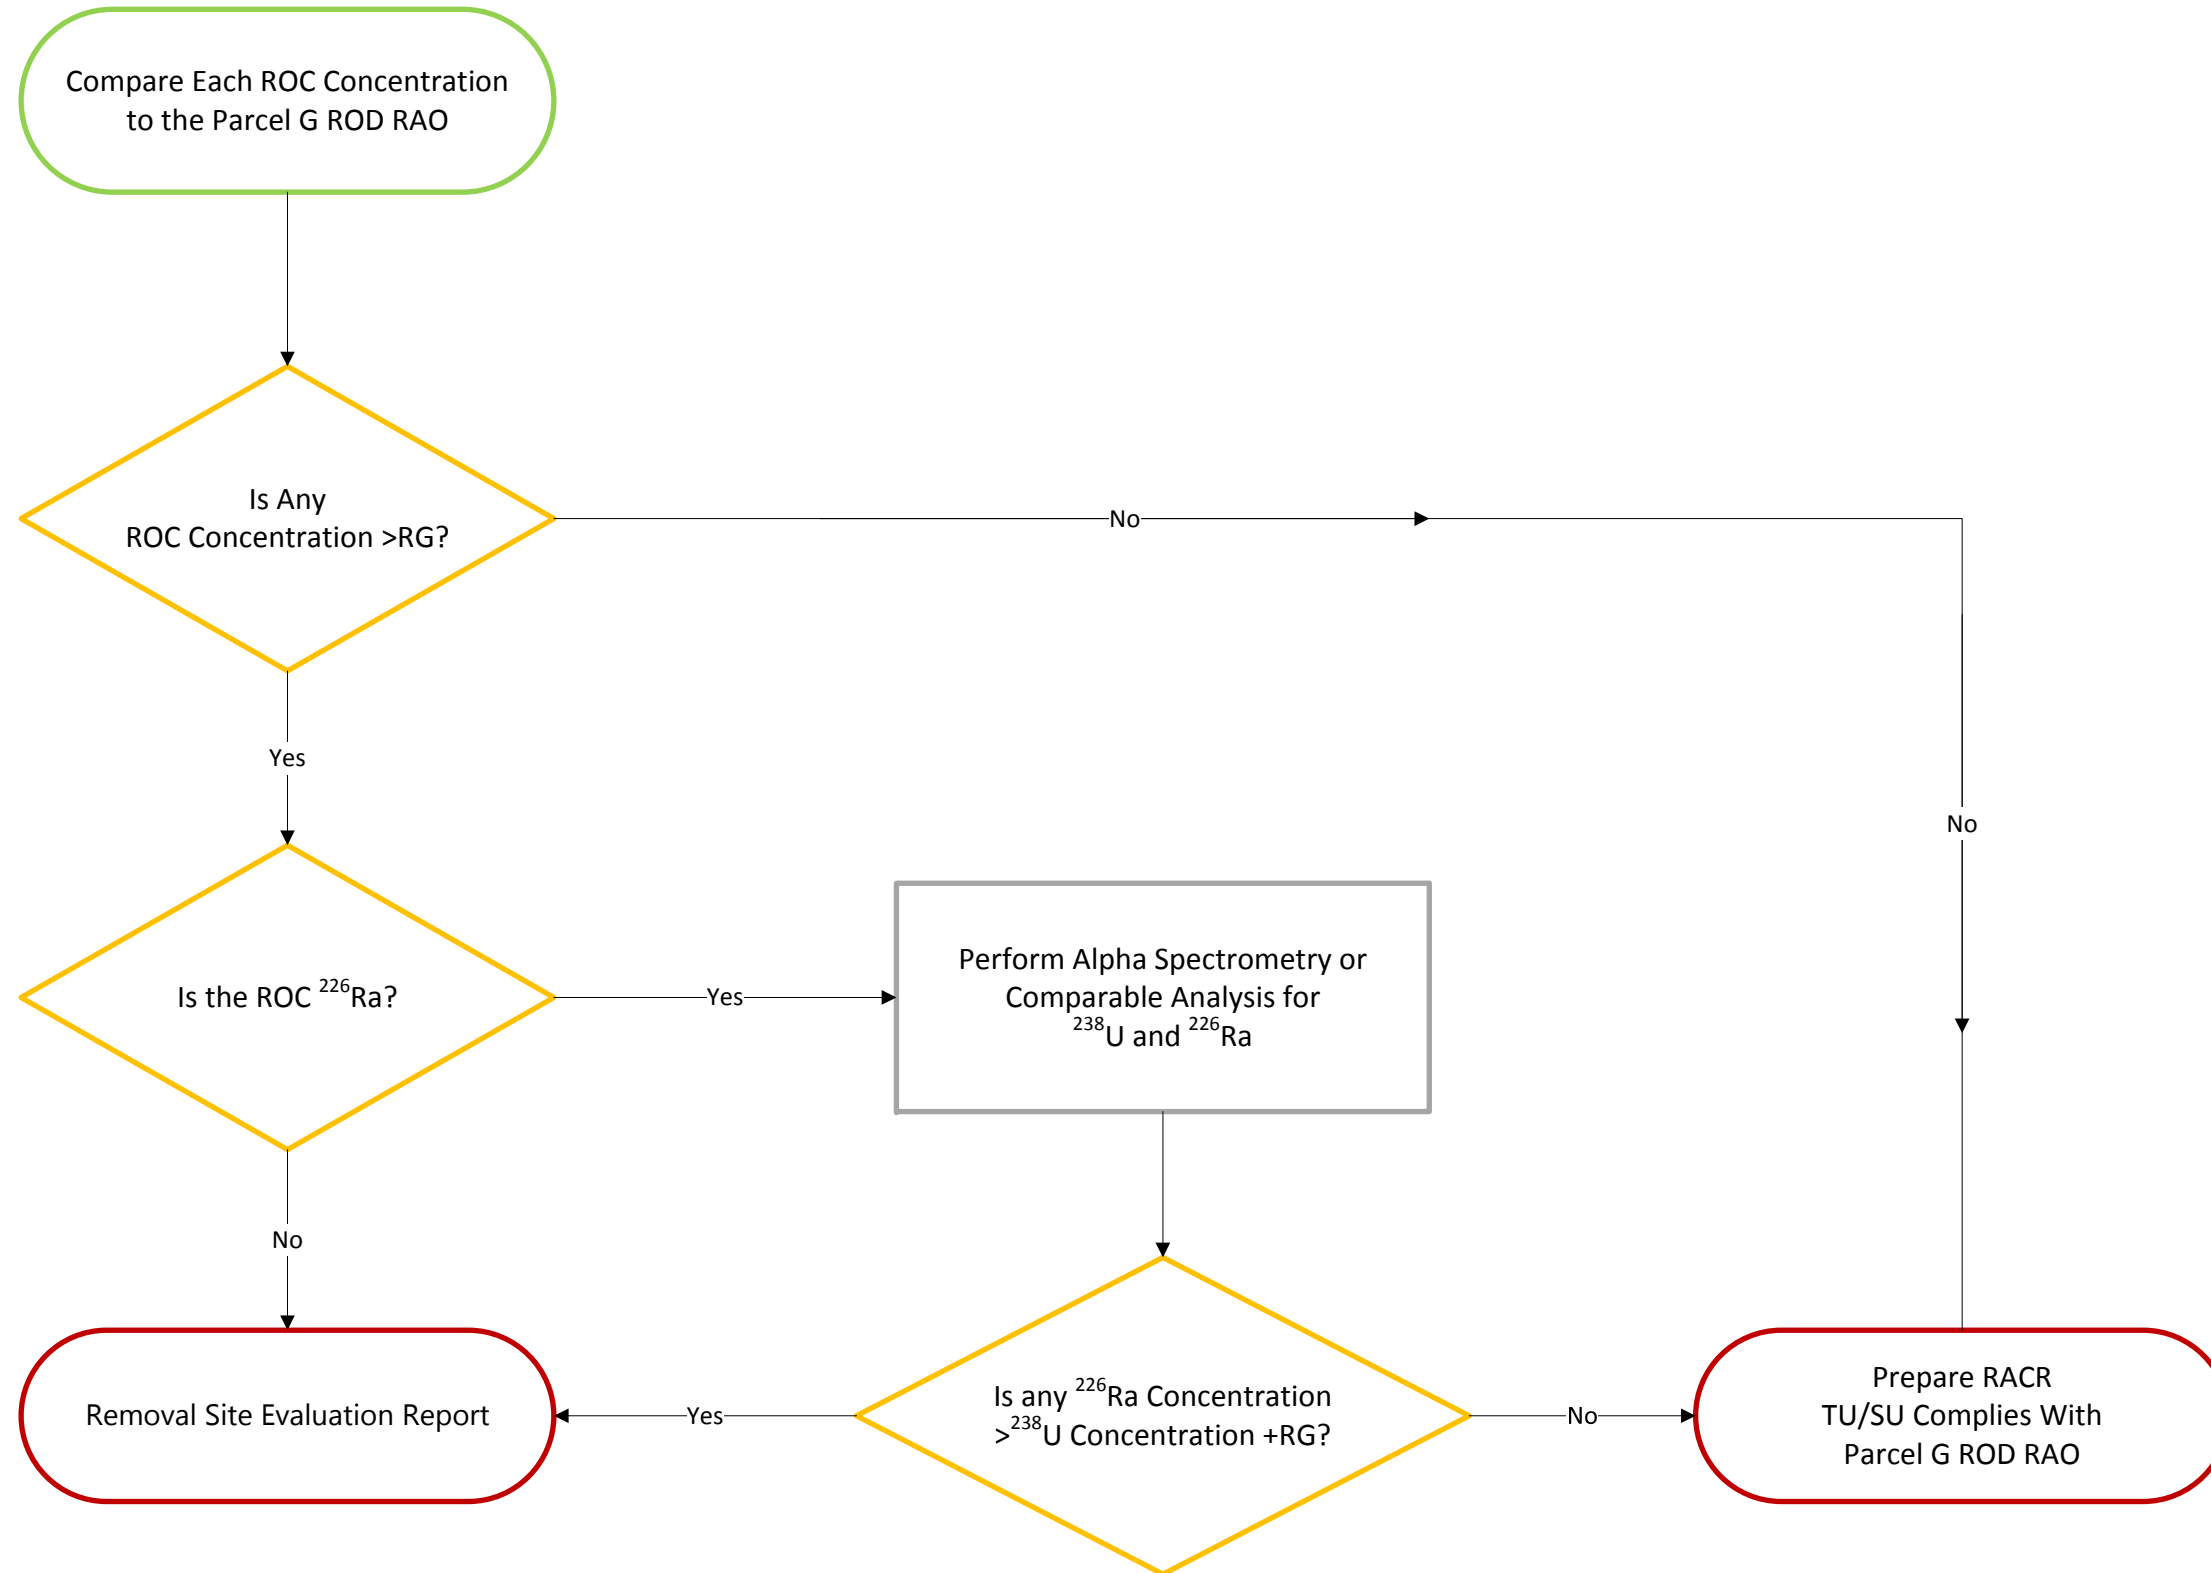 Compare Each ROC Concentration
to the Parcel G ROD RAO
Is Any
ROC Concentration >RG?
No
Yes
No
Is the ROC ²²⁶Ra?
Yes
Perform Alpha Spectrometry or
Comparable Analysis for
²³⁸U and ²²⁶Ra
No
Removal Site Evaluation Report
Yes
Is any ²²⁶Ra Concentration
>²³⁸U Concentration +RG?
No
Prepare RACR
TU/SU Complies With
Parcel G ROD RAO